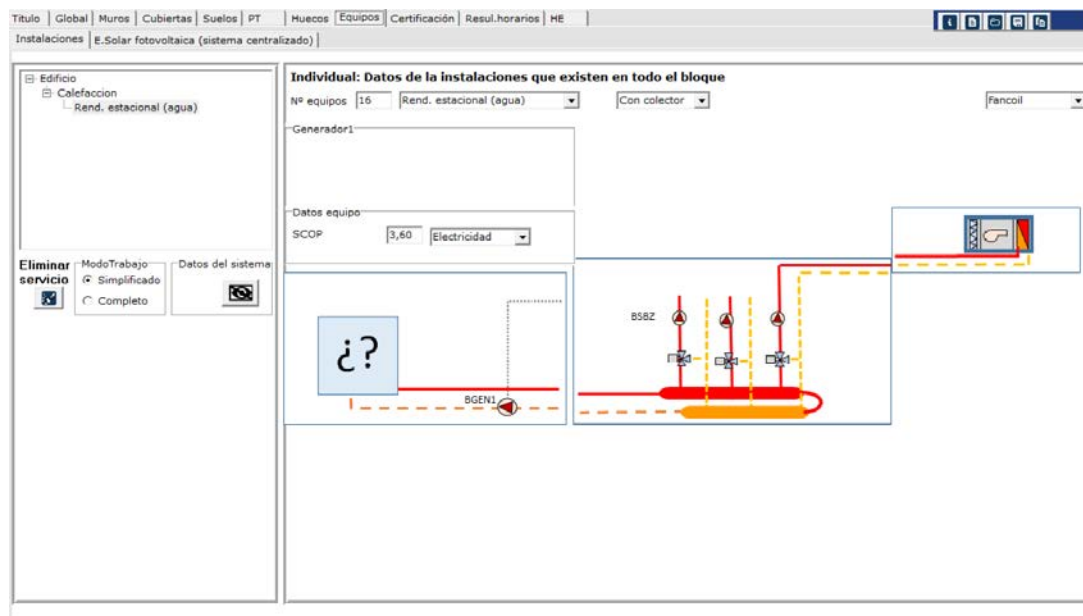 Titulo Global Muros Cubiertas Suelos PT Huecos Equipos Certificación Resul.horarios HE
Instalaciones E.Solar fotovoltaica (sistema centralizado)
Edificio
Calefaccion
Rend. estacional (agua)
Eliminar servicio
ModoTrabajo
Simplificado
Completo
Datos del sistema
Individual: Datos de la instalaciones que existen en todo el bloque
Nº equipos 16 Rend. estacional (agua) Con colector Fancoil
Generador1
Datos equipo
SCOP 3,60 Electricidad
¿?
BGEN1
BSBZ